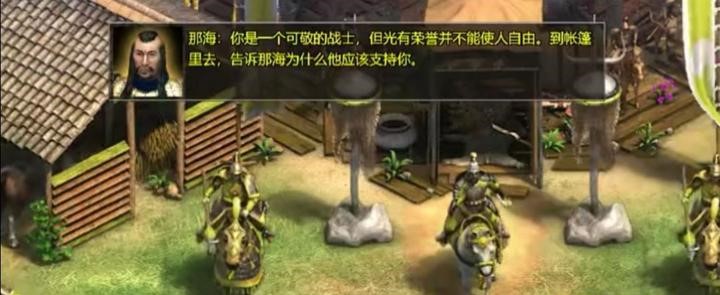 那海：你是一个可敬的战士，但光有荣誉并不能使人自由。到帐篷
里去，告诉那海为什么他应该支持你。